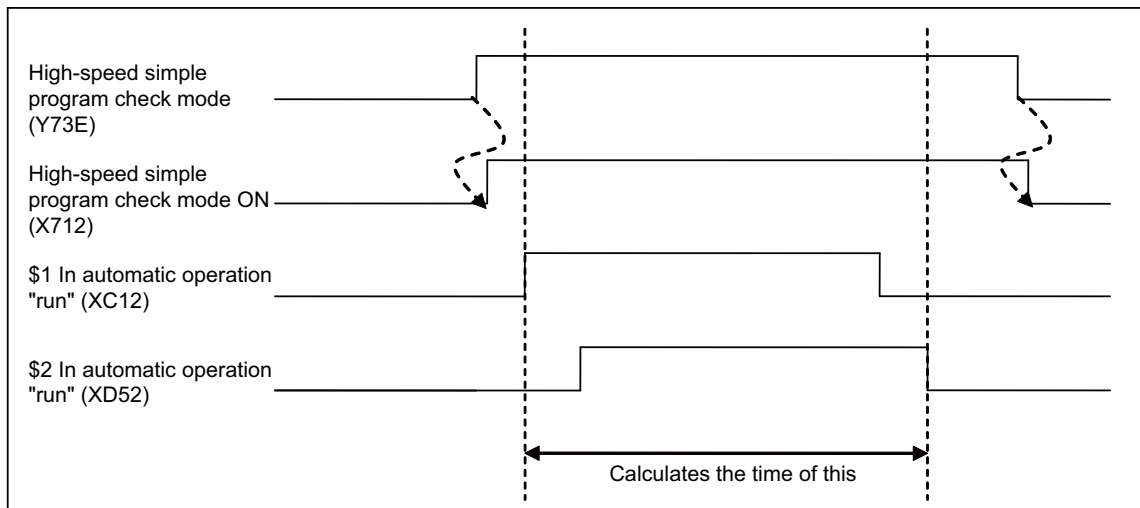 High-speed simple
program check mode
(Y73E)
High-speed simple
program check mode ON
(X712)
$1 In automatic operation
"run" (XC12)
$2 In automatic operation
"run" (XD52)
Calculates the time of this